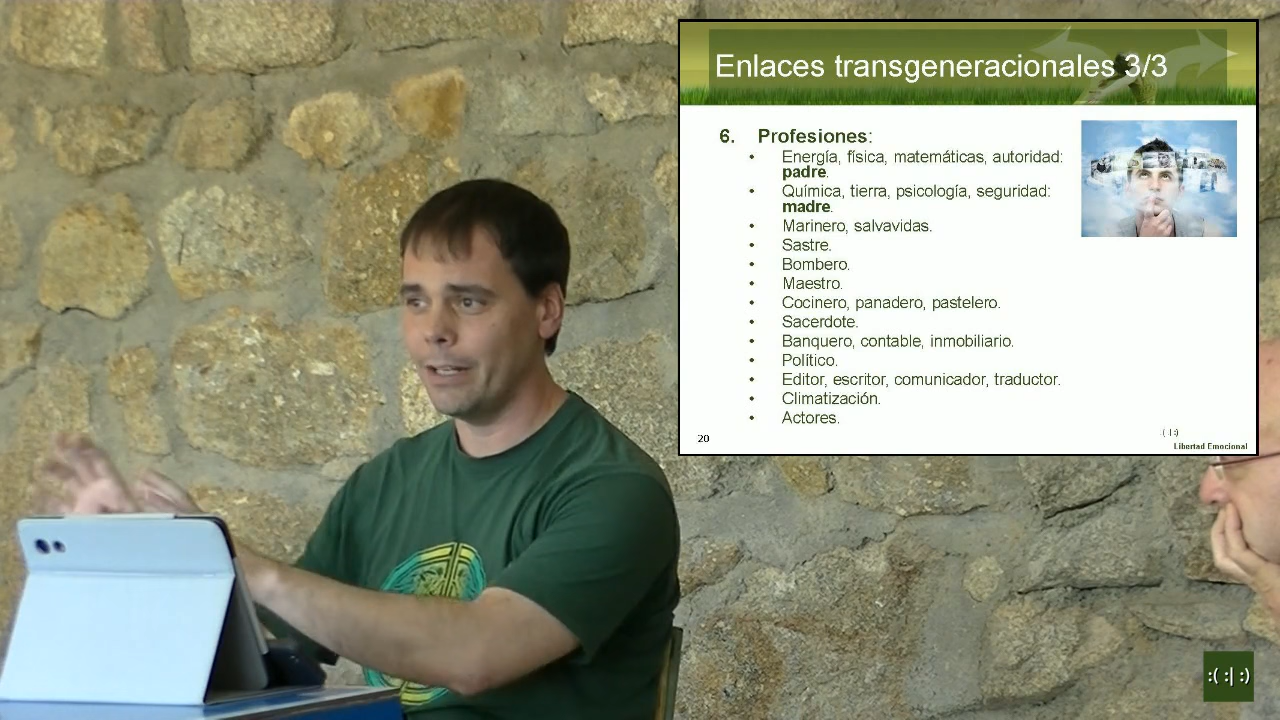 Enlaces transgeneracionales 3/3
6. Profesiones:
• Energía, física, matemáticas, autoridad:
padre.
• Química, tierra, psicología, seguridad:
madre.
• Marinero, salvavidas.
• Sastre.
• Bombero.
• Maestro.
• Cocinero, panadero, pastelero.
• Sacerdote.
• Banquero, contable, inmobiliario.
• Político.
• Editor, escritor, comunicador, traductor.
• Climatización.
• Actores.
20
:( :| :)
Libertad Emocional
:( :| :)